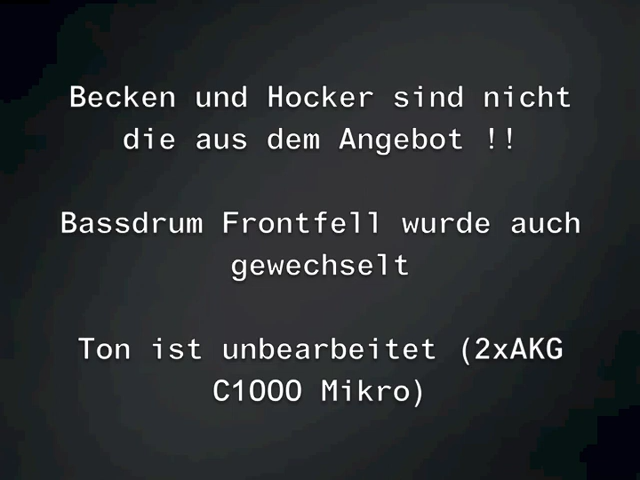 Becken und Hocker sind nicht
die aus dem Angebot !!
Bassdrum Frontfell wurde auch
gewechselt
Ton ist unbearbeitet (2xAKG
C1000 Mikro)